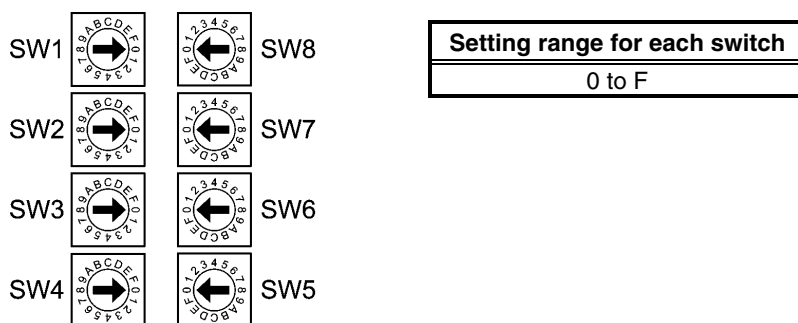 SW1
SW8
SW2
SW7
SW3
SW6
SW4
SW5
Setting range for each switch
0 to F